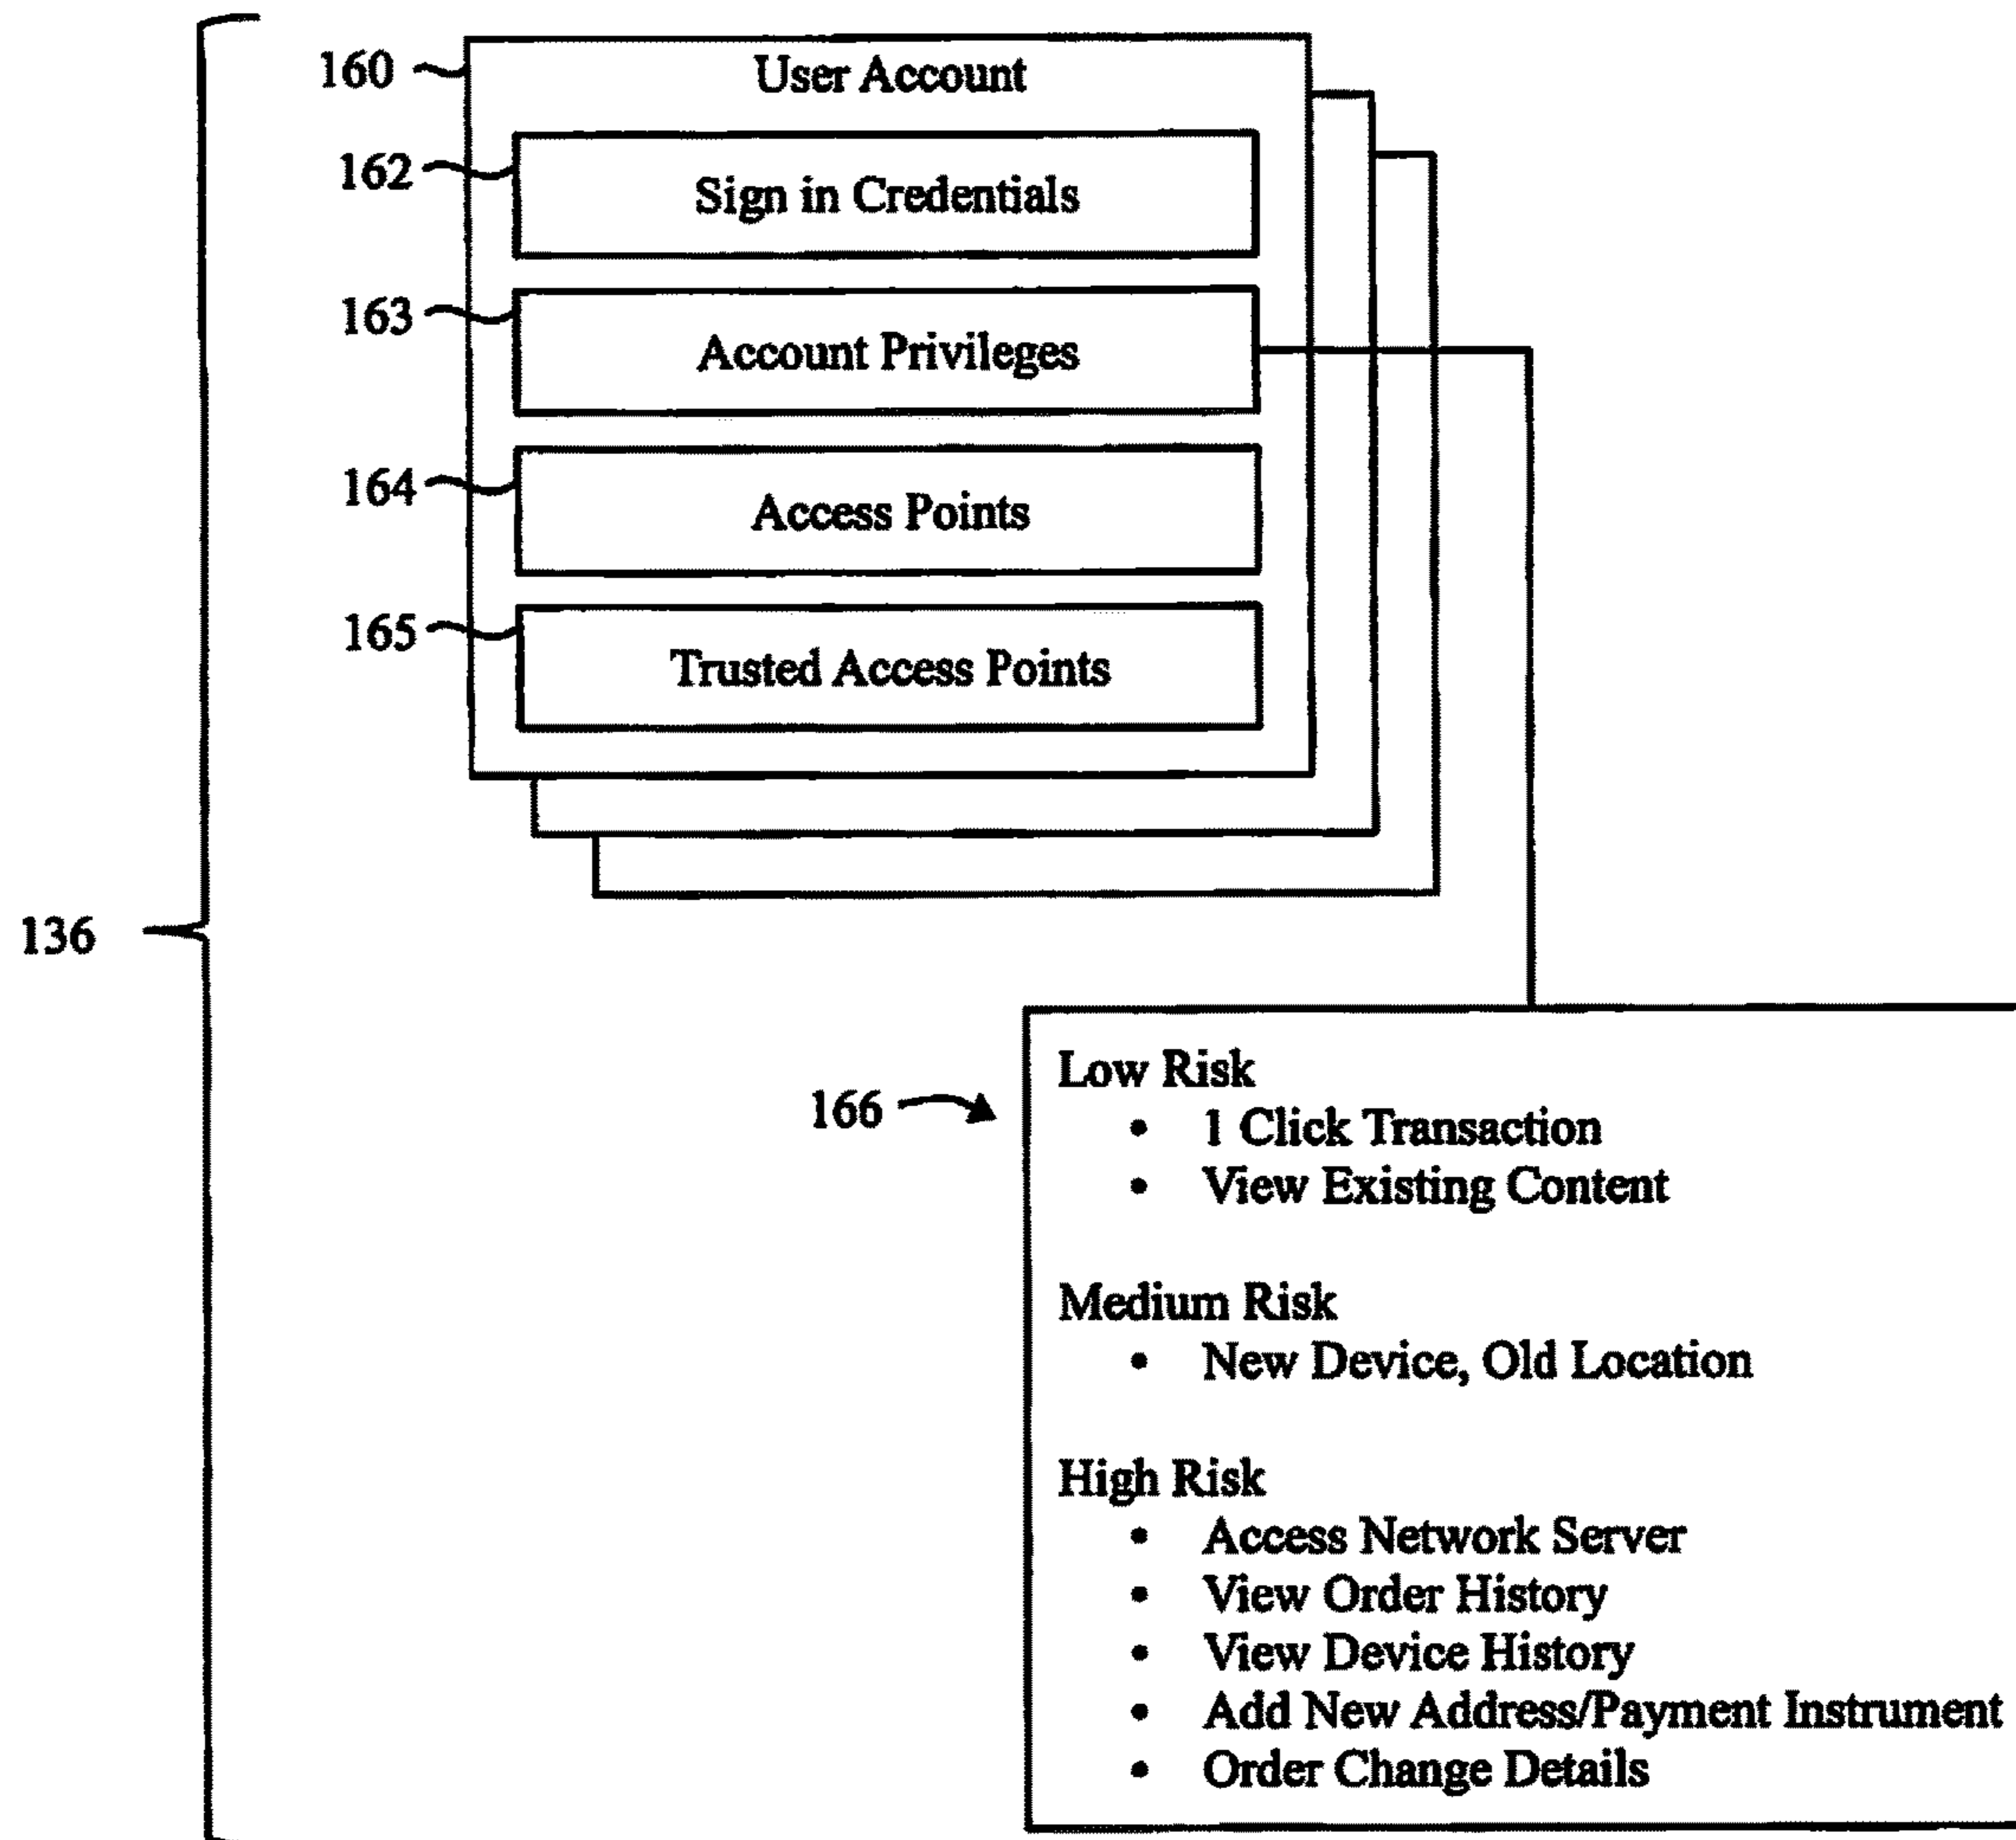 160
User Account
162
Sign in Credentials
163
Account Privileges
164
Access Points
165
Trusted Access Points
136
166
Low Risk
• 1 Click Transaction
• View Existing Content
Medium Risk
• New Device, Old Location
High Risk
• Access Network Server
• View Order History
• View Device History
• Add New Address/Payment Instrument
• Order Change Details